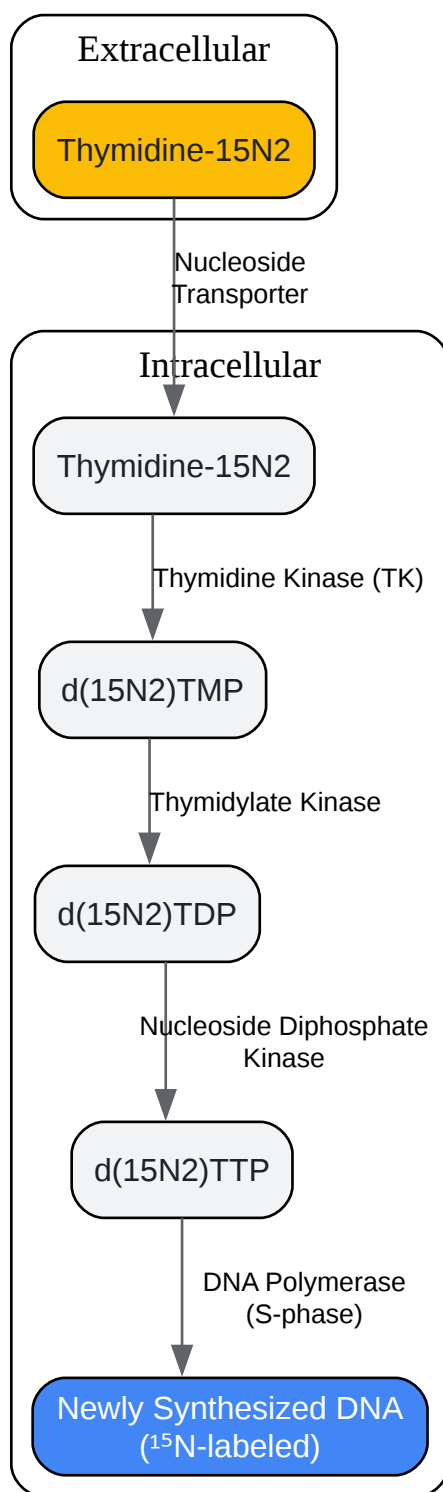 Extracellular
Thymidine-15N2
Nucleoside
Transporter
Intracellular
Thymidine-15N2
Thymidine Kinase (TK)
d(15N2)TMP
Thymidylate Kinase
d(15N2)TDP
Nucleoside Diphosphate
Kinase
d(15N2)TTP
DNA Polymerase
(S-phase)
Newly Synthesized DNA
(¹⁵N-labeled)